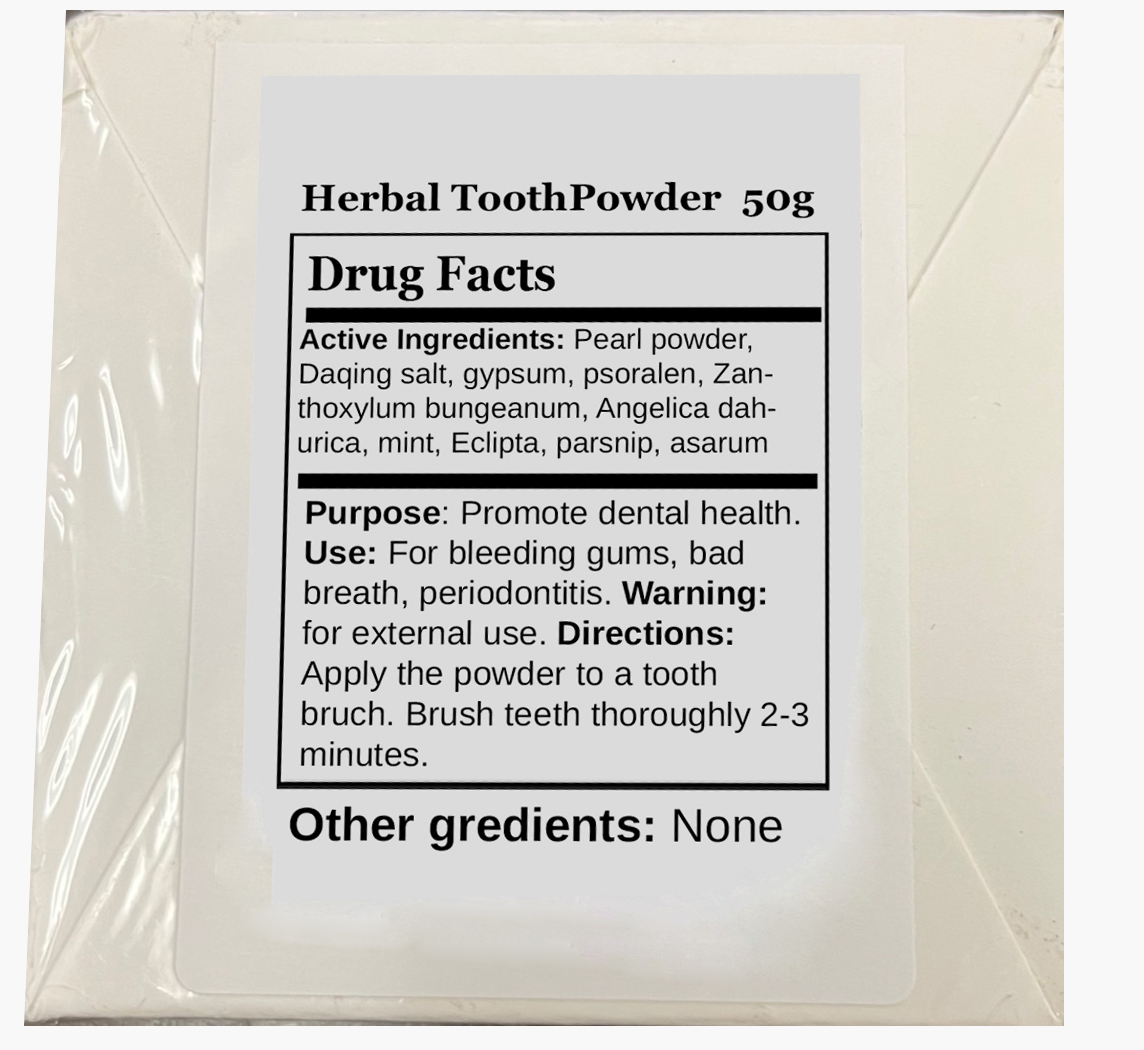 Herbal ToothPowder 50g
Drug Facts
Active Ingredients: Pearl powder,
Daqing salt, gypsum, psoralen, Zan-
thoxylum bungeanum, Angelica dah-
urica, mint, Eclipta, parsnip, asarum
Purpose: Promote dental health.
Use: For bleeding gums, bad
breath, periodontitis. Warning:
for external use. Directions:
Apply the powder to a tooth
bruch. Brush teeth thoroughly 2-3
minutes.
Other gredients: None